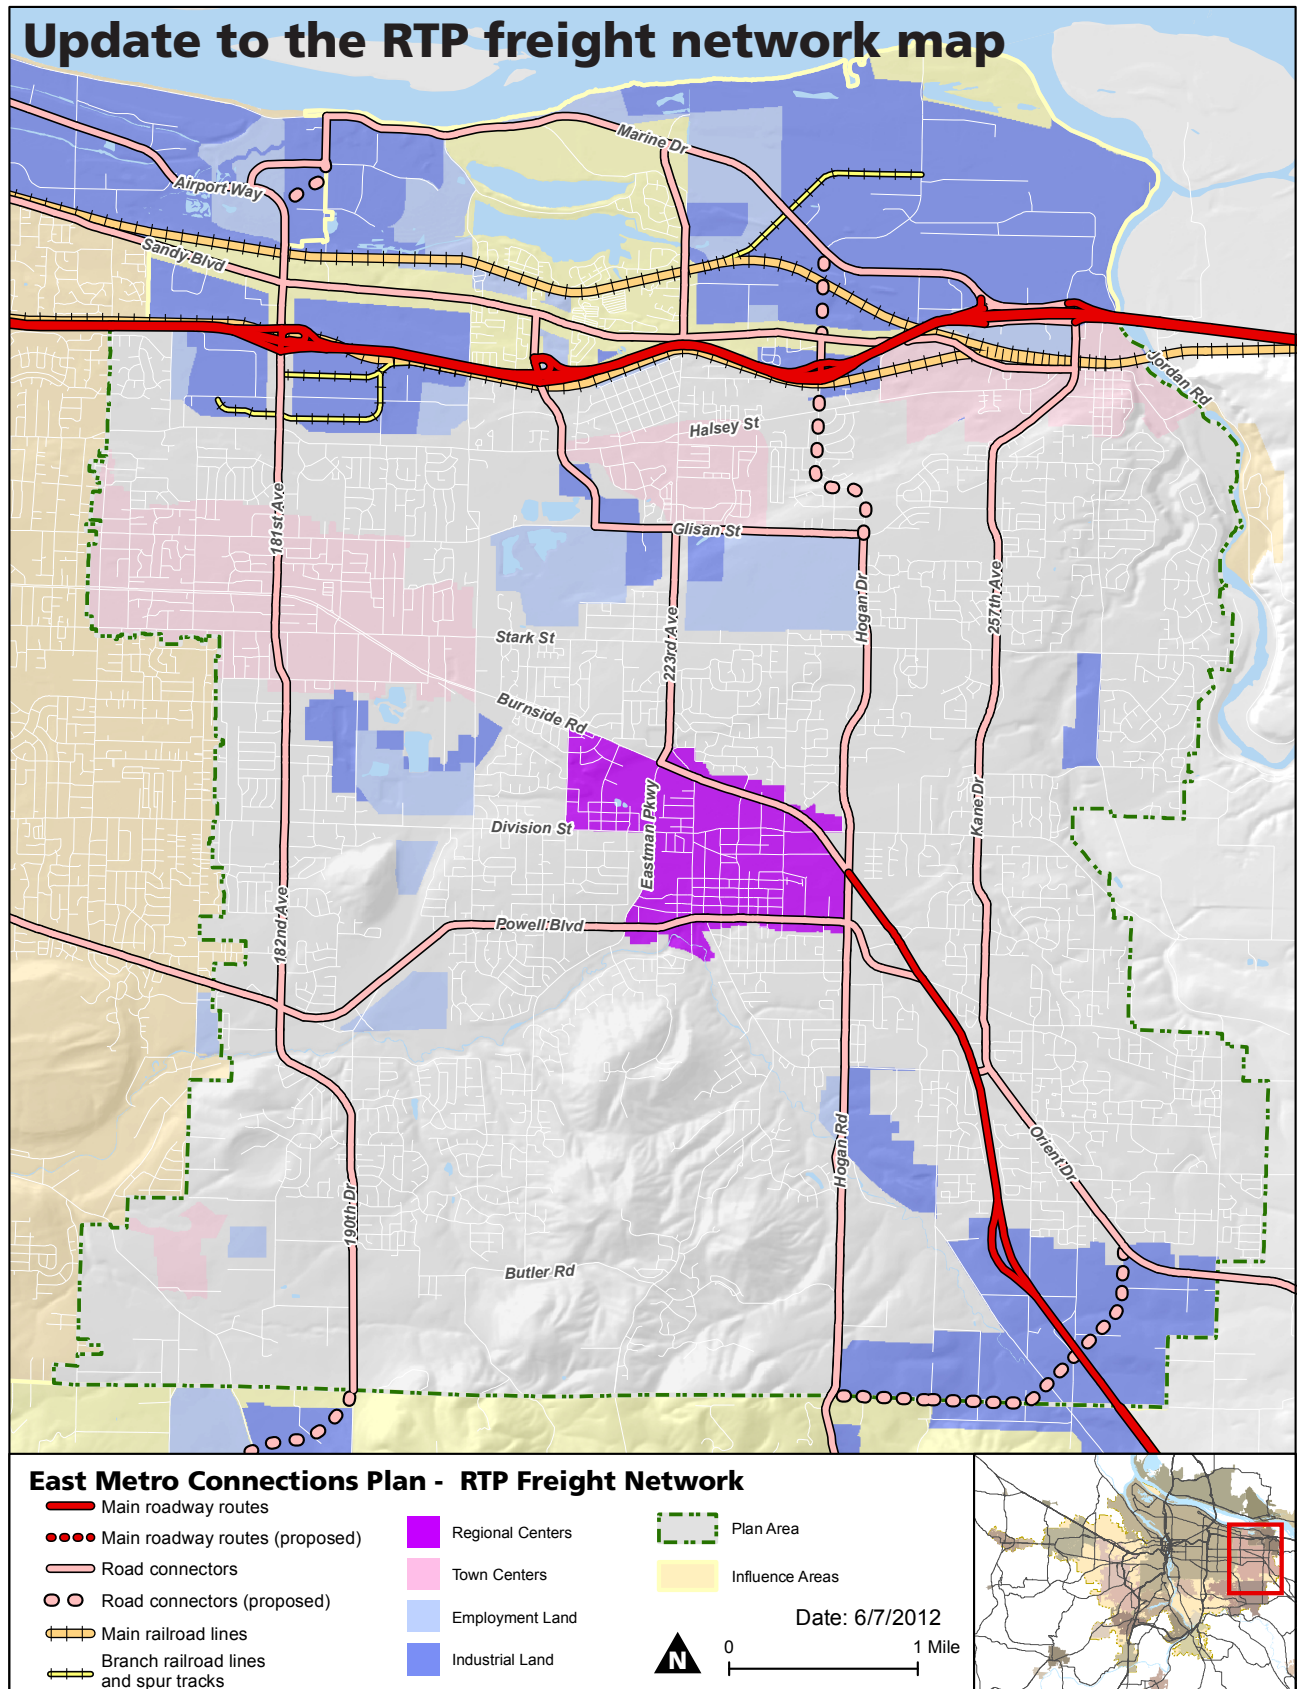 Update to the RTP freight network map
Marine Dr
Airport Way
Sandy Blvd
Jordan Rd
Halsey St
181st Ave
Glisan St
Hogan Dr
257th Ave
223rd Ave
Stark St
Burnside Rd
Kane Dr
Eastman Pkwy
Division St
182nd Ave
Powell Blvd
Hogan Rd
Orient Dr
190th Dr
Butler Rd
East Metro Connections Plan - RTP Freight Network
Main roadway routes
Main roadway routes (proposed)
Road connectors
Road connectors (proposed)
Main railroad lines
Branch railroad lines
and spur tracks
Regional Centers
Town Centers
Employment Land
Industrial Land
Plan Area
Influence Areas
Date: 6/7/2012
N
0
1 Mile